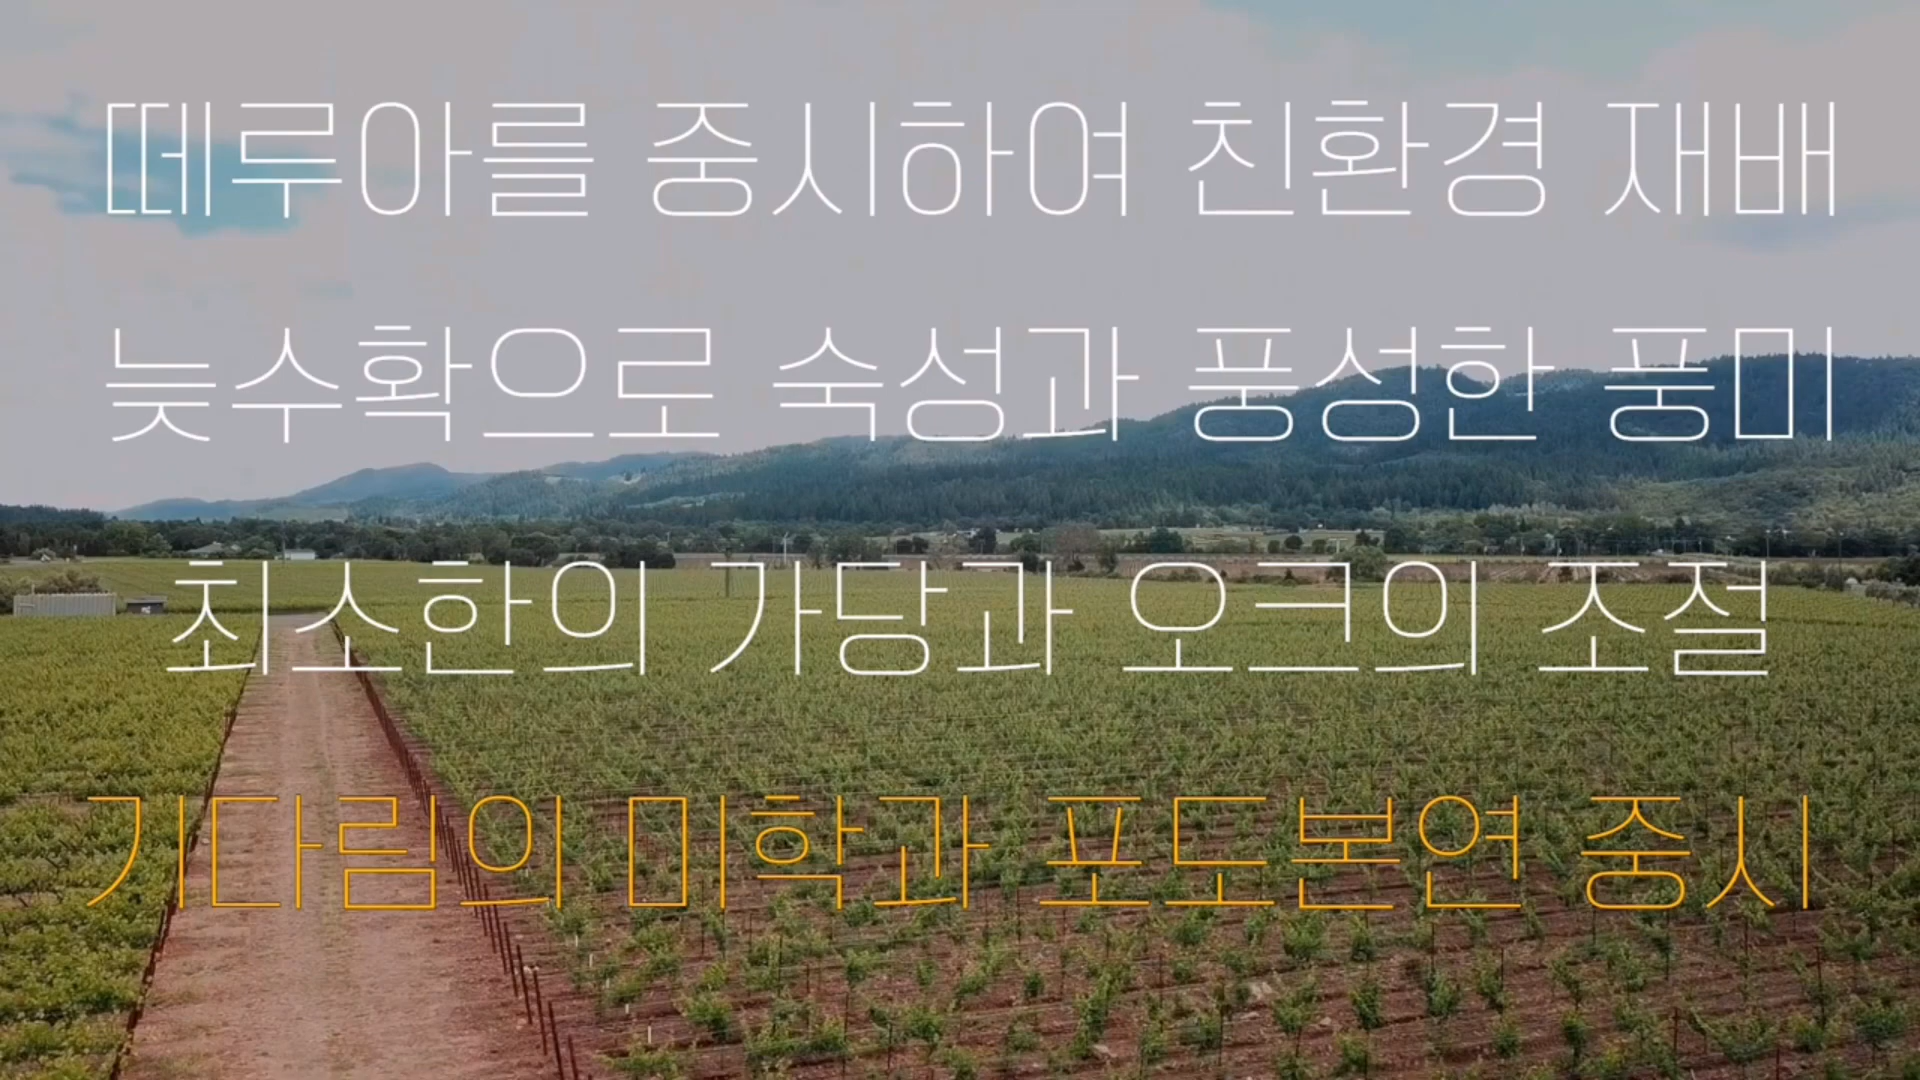 떼루아를 중시하여 친환경 재배
늦수확으로 숙성과 풍성한 풍미
최소한의 가당과 오크의 조절
기다림의 미학과 포도본연 중시